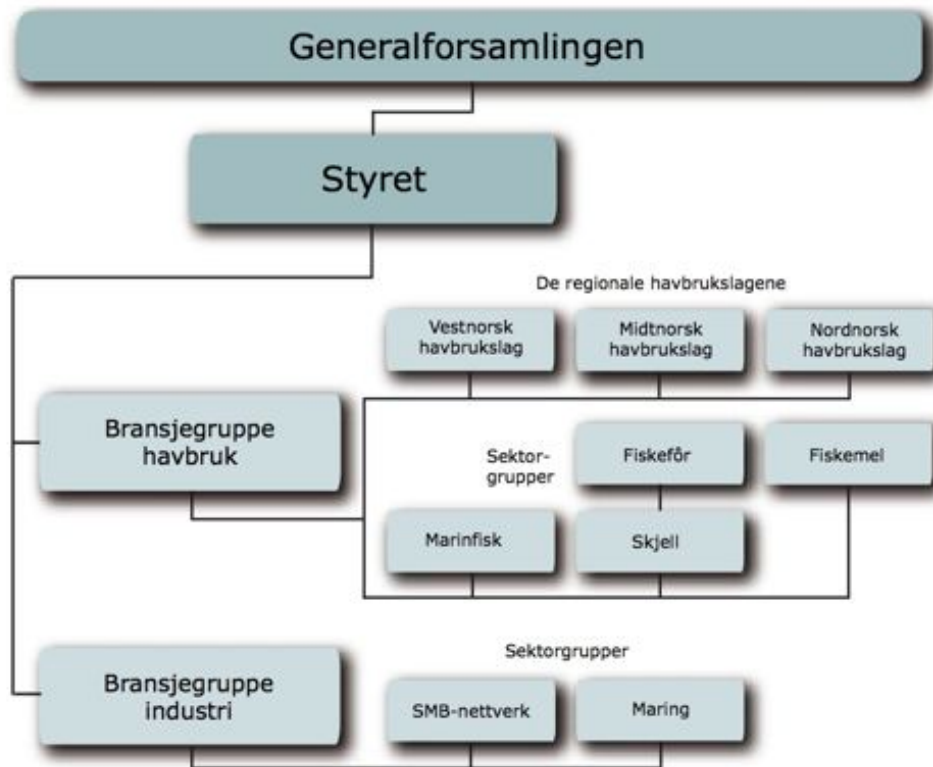 Generalforsamlingen
Styret
De regionale havbrukslagene
Vestnorsk
havbrukslag
Midtnorsk
havbrukslag
Nordnorsk
havbrukslag
Bransjegruppe
havbruk
Sektor-
grupper
Fiskefôr
Fiskemel
Marinfisk
Skjell
Sektorgrupper
Bransjegruppe
industri
SMB-nettverk
Maring